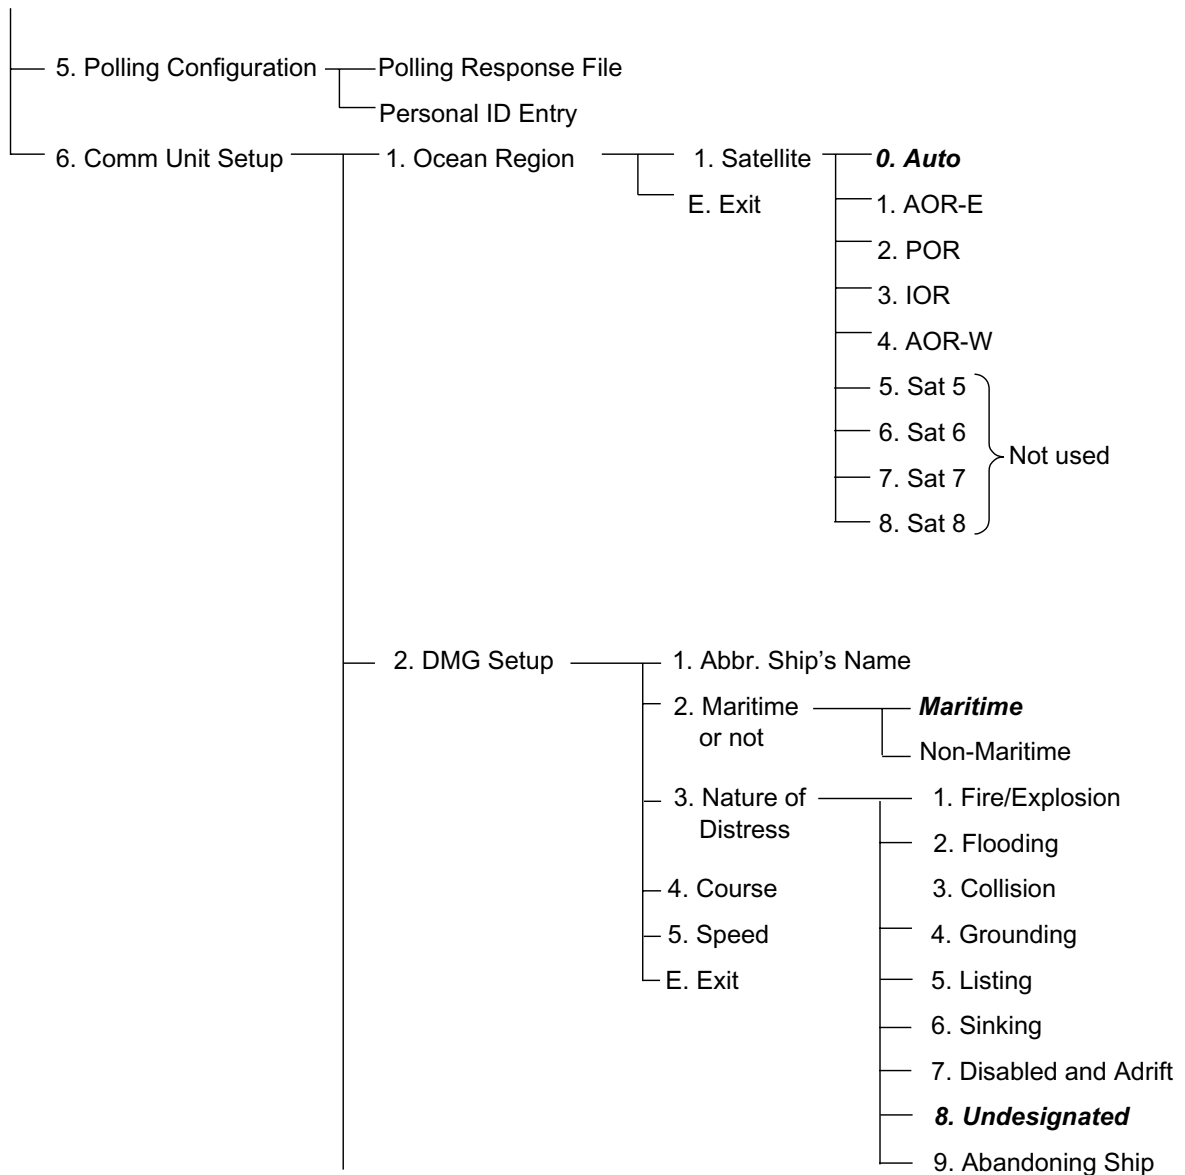 5. Polling Configuration
Polling Response File
Personal ID Entry
6. Comm Unit Setup
1. Ocean Region
1. Satellite
0. Auto
E. Exit
1. AOR-E
2. POR
3. IOR
4. AOR-W
5. Sat 5
6. Sat 6
Not used
7. Sat 7
8. Sat 8
2. DMG Setup
1. Abbr. Ship’s Name
2. Maritime
or not
Maritime
Non-Maritime
3. Nature of
Distress
1. Fire/Explosion
2. Flooding
3. Collision
4. Grounding
5. Listing
6. Sinking
7. Disabled and Adrift
8. Undesignated
9. Abandoning Ship
4. Course
5. Speed
E. Exit